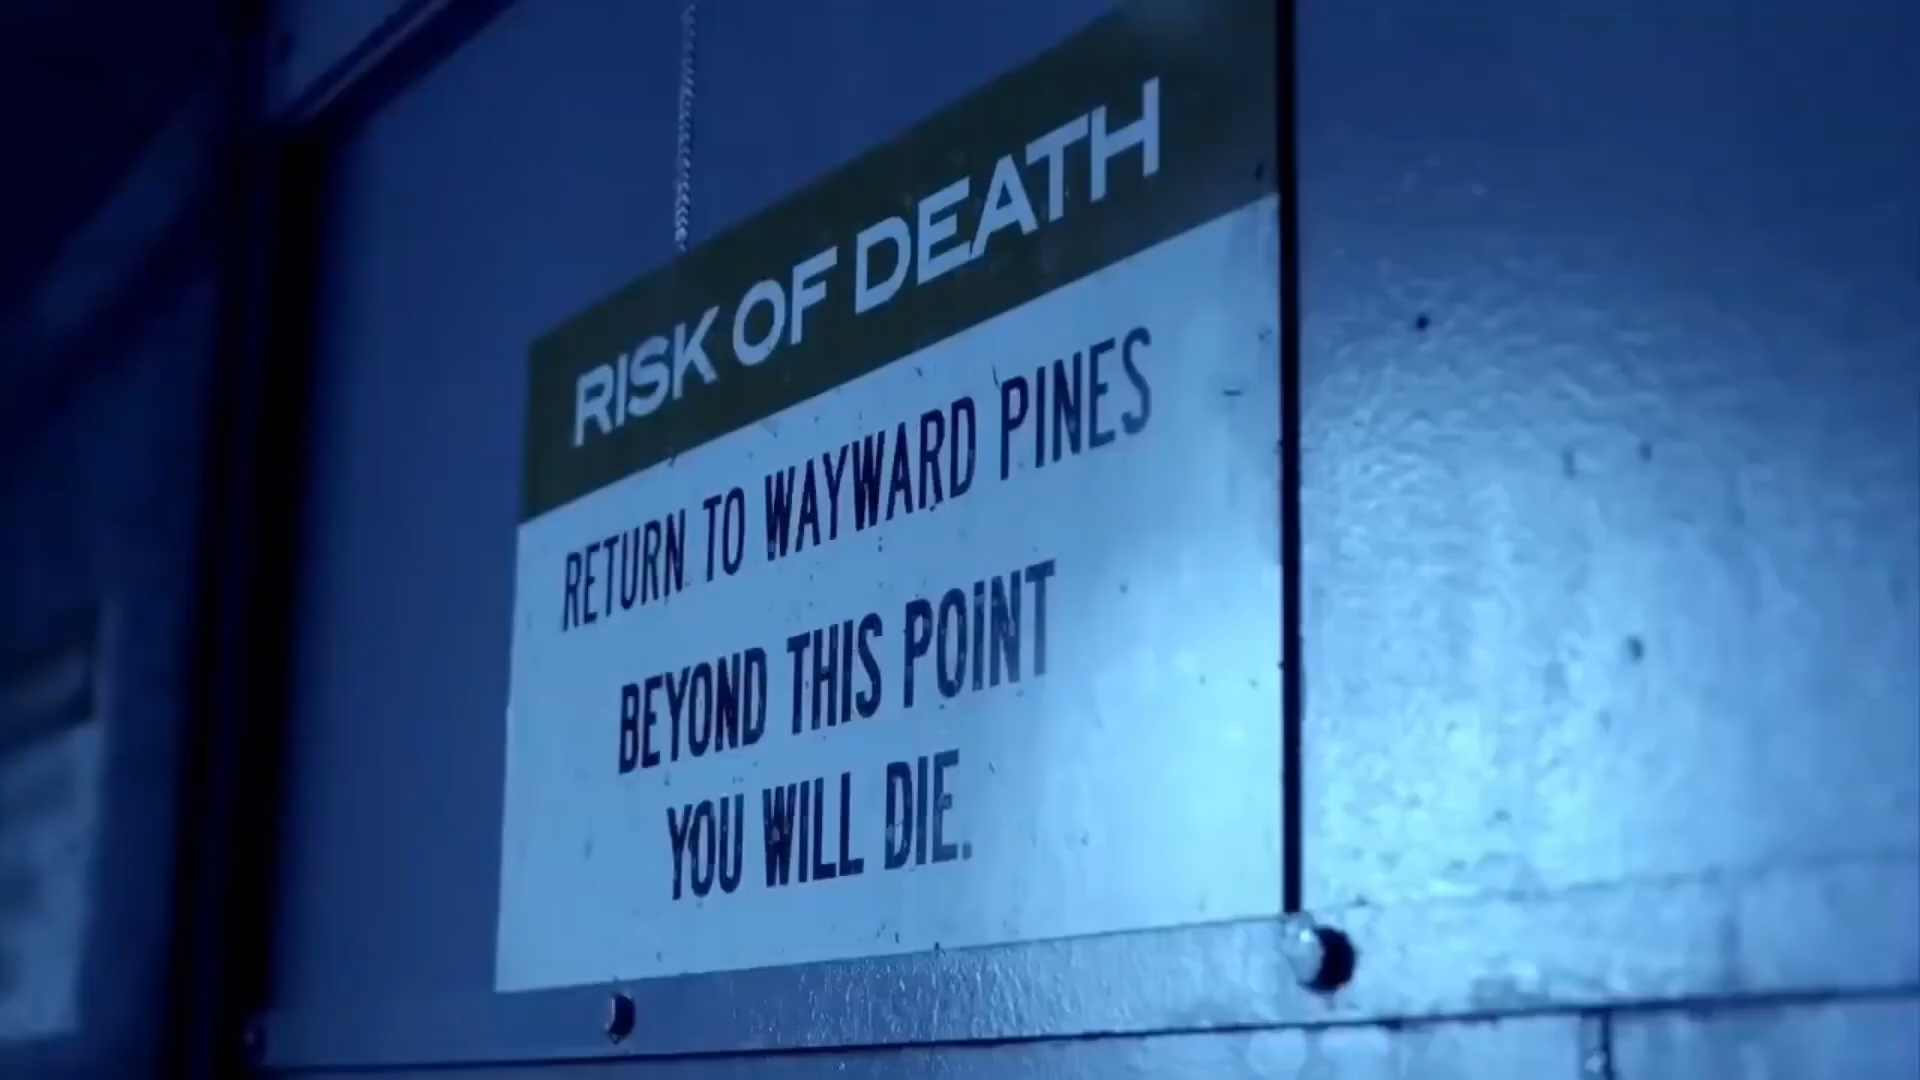 RISK OF DEATH
RETURN TO WAYWARD PINES
BEYOND THIS POINT
YOU WILL DIE.